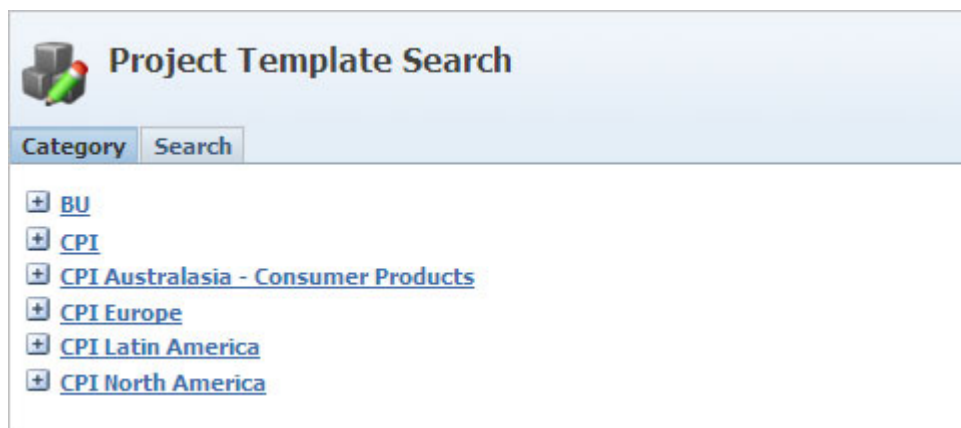 Project Template Search
Category Search
BU
CPI
CPI Australasia - Consumer Products
CPI Europe
CPI Latin America
CPI North America